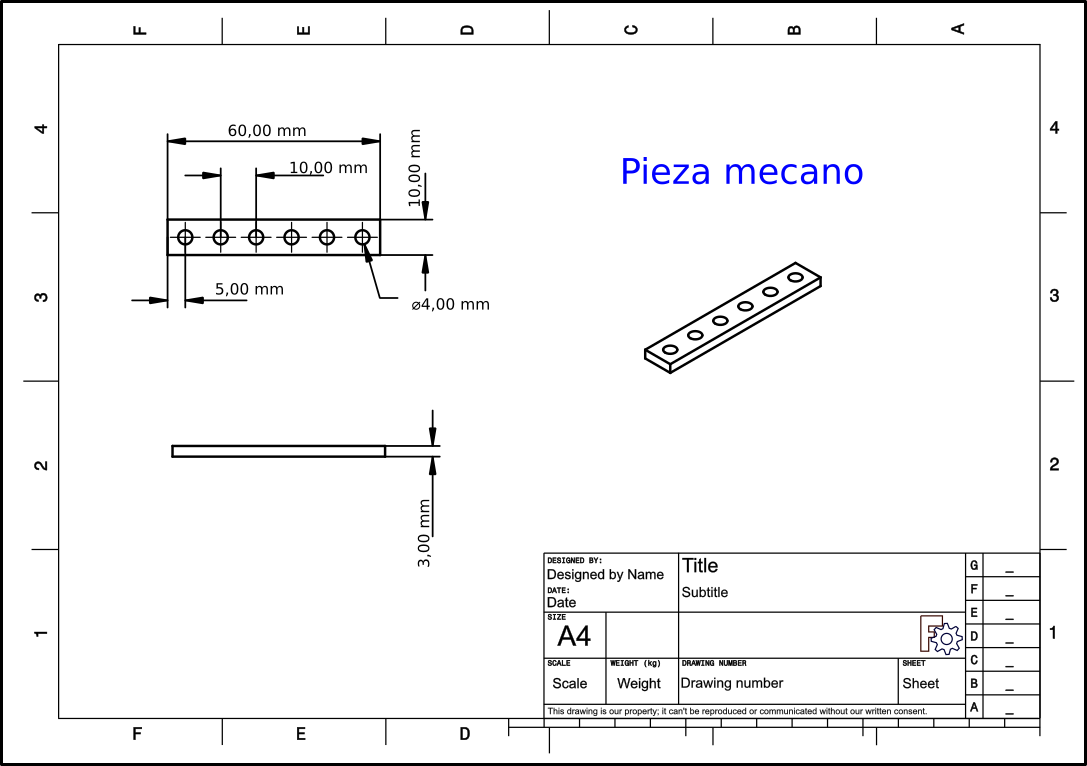 F E D C B A
4 4
60,00 mm
10,00 mm
10,00 mm
Pieza mecano
3 3
5,00 mm
⌀4,00 mm
2 2
3,00 mm
DESIGNED BY:
Designed by Name
DATE:
Date
Title
Subtitle
G _
F _
E _
D _
C _
B _
A _
SIZE
A4
F
1 1
SCALE
Scale
WEIGHT (kg)
Weight
DRAWING NUMBER
Drawing number
SHEET
Sheet
This drawing is our property; it can't be reproduced or communicated without our written consent.
F E D